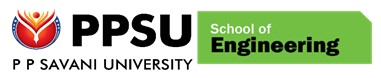 PPSU
P P SAVANI UNIVERSITY
School of
Engineering